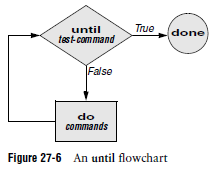 until
test-command
True
done
False
do
commands
Figure 27-6 An until flowchart